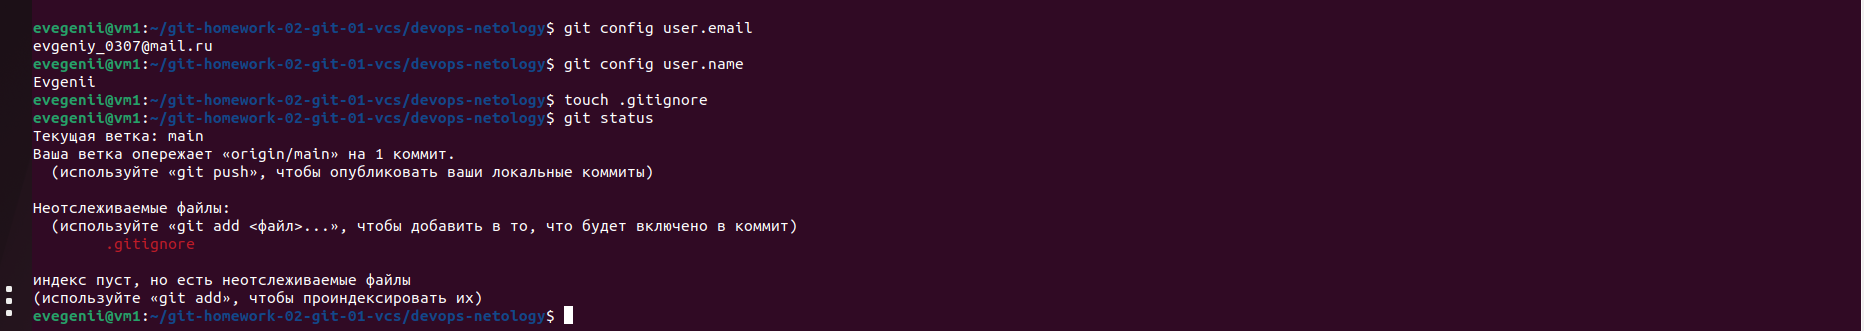 evegenii@vm1:~/git-homework-02-git-01-vcs/devops-netology$ git config user.email
evgeniy_0307@mail.ru
evegenii@vm1:~/git-homework-02-git-01-vcs/devops-netology$ git config user.name
Evgenii
evegenii@vm1:~/git-homework-02-git-01-vcs/devops-netology$ touch .gitignore
evegenii@vm1:~/git-homework-02-git-01-vcs/devops-netology$ git status
Текущая ветка: main
Ваша ветка опережает «origin/main» на 1 коммит.
  (используйте «git push», чтобы опубликовать ваши локальные коммиты)
Неотслеживаемые файлы:
  (используйте «git add <файл>...», чтобы добавить в то, что будет включено в коммит)
        .gitignore
индекс пуст, но есть неотслеживаемые файлы
(используйте «git add», чтобы проиндексировать их)
evegenii@vm1:~/git-homework-02-git-01-vcs/devops-netology$